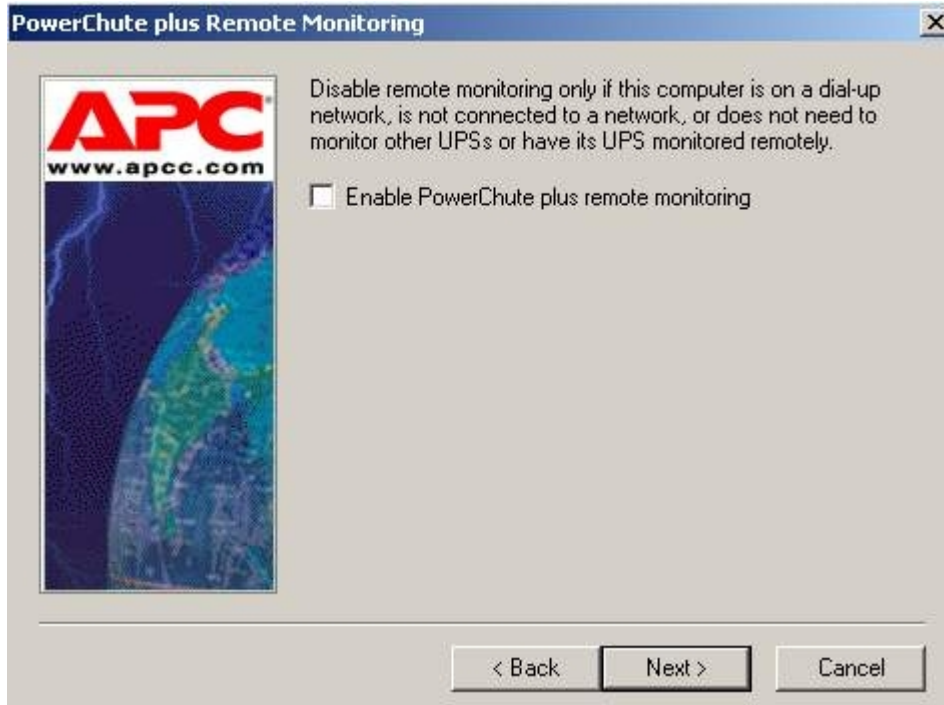 PowerChute plus Remote Monitoring
APC
www.apcc.com
Disable remote monitoring only if this computer is on a dial-up
network, is not connected to a network, or does not need to
monitor other UPSs or have its UPS monitored remotely.
Enable PowerChute plus remote monitoring
< Back
Next >
Cancel